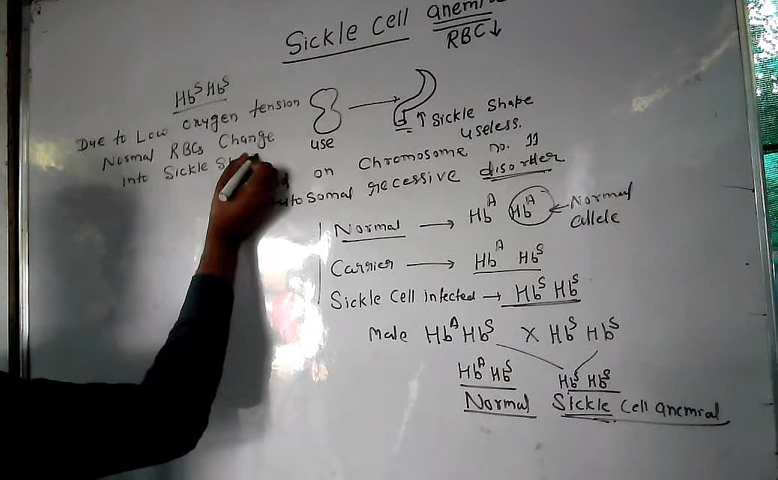 Sickle Cell anemi
RBC↓
Hb^S Hb^S
Due to Low oxygen tension
Normal RBCs Change
into Sickle S
use
↑ Sickle Shape
useless.
on Chromosome no. 11
utosomal recessive disorder
Normal → Hb^A Hb^A ← Normal
allele
Carrier → Hb^A Hb^S
Sickle Cell infected → Hb^S Hb^S
Male Hb^A Hb^S X Hb^S Hb^S
Hb^A Hb^S Hb^S Hb^S
Normal Sickle Cell anemial